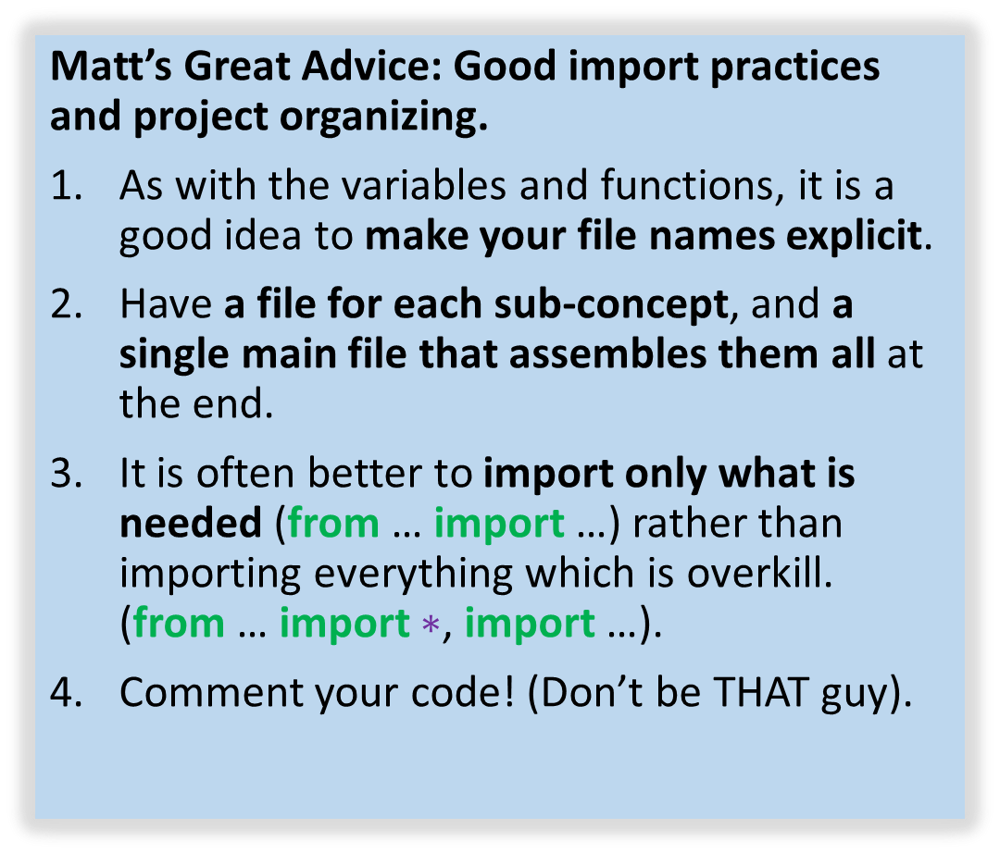 Matt’s Great Advice: Good import practices
and project organizing.
1. As with the variables and functions, it is a
good idea to make your file names explicit.
2. Have a file for each sub-concept, and a
single main file that assembles them all at
the end.
3. It is often better to import only what is
needed (from … import …) rather than
importing everything which is overkill.
(from … import *, import …).
4. Comment your code! (Don’t be THAT guy).